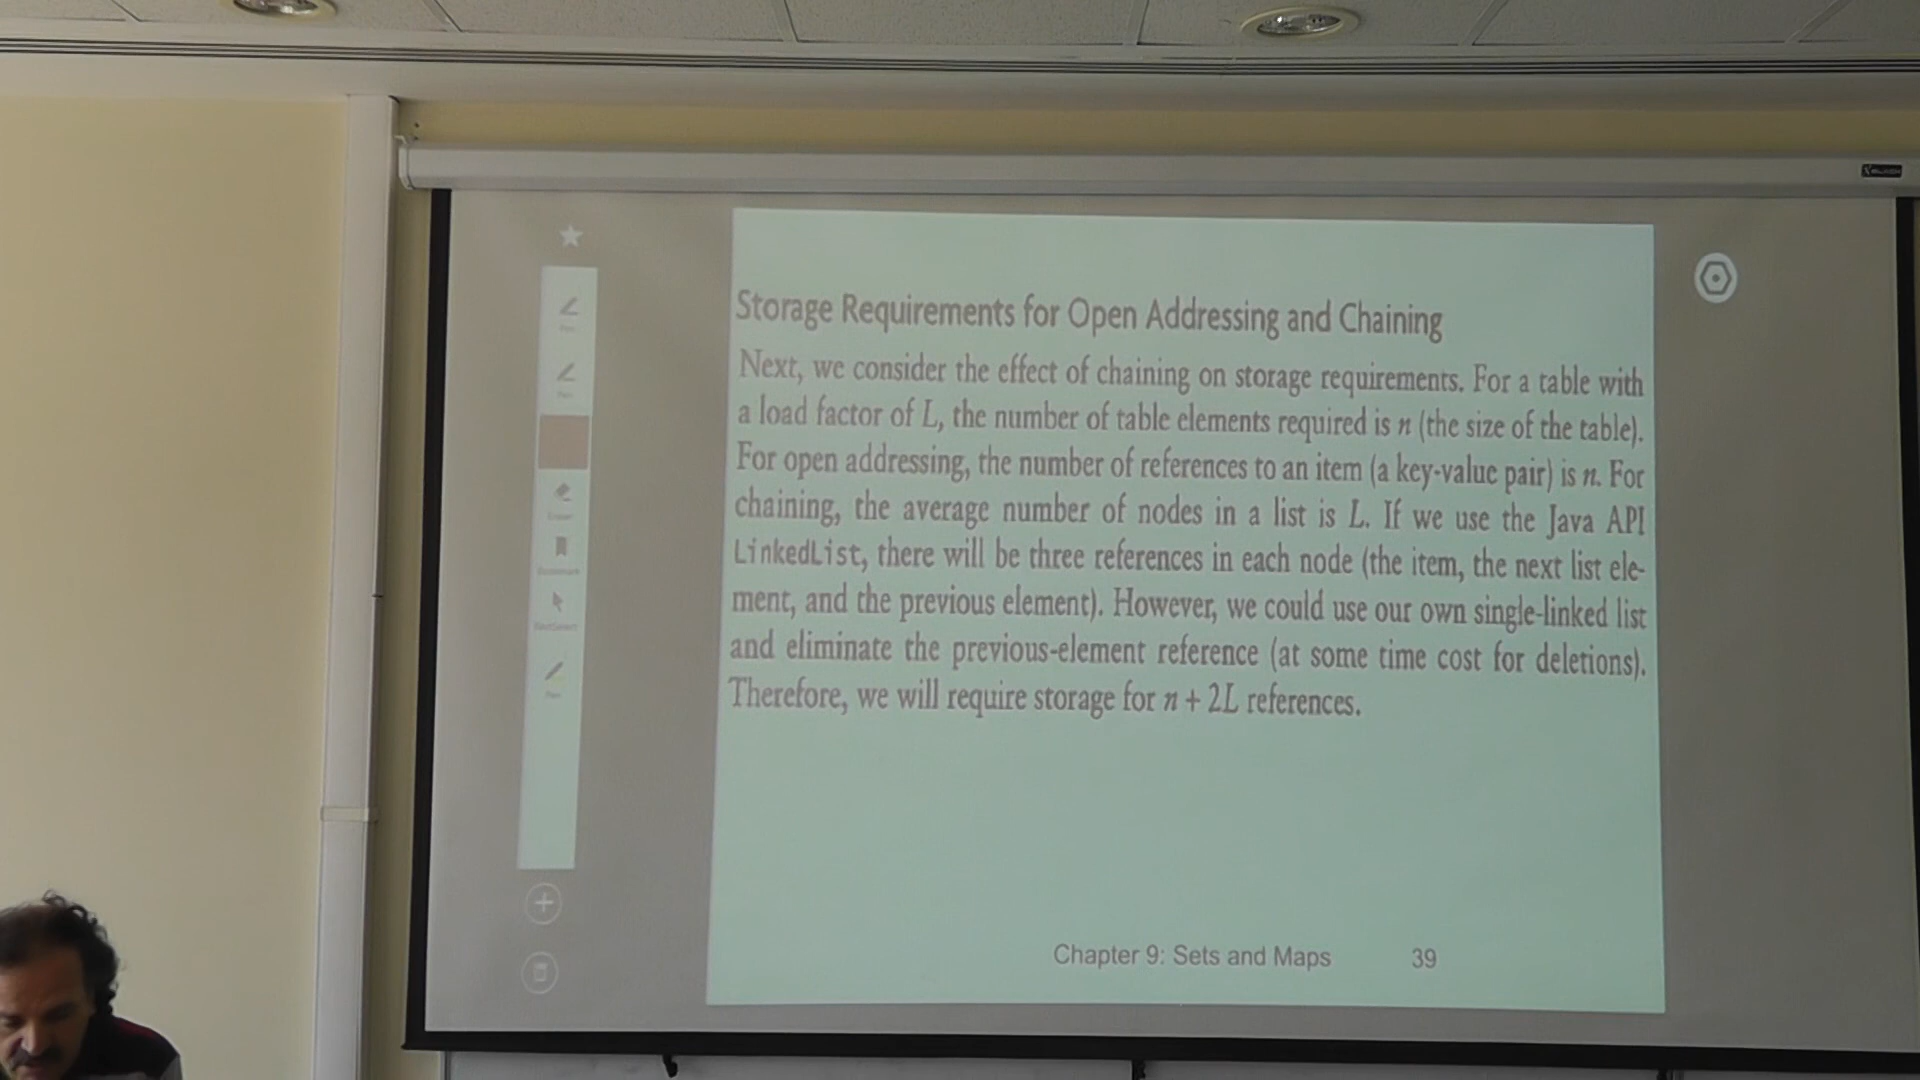 Storage Requirements for Open Addressing and Chaining
Next, we consider the effect of chaining on storage requirements. For a table with
a load factor of L, the number of table elements required is n (the size of the table).
For open addressing, the number of references to an item (a key-value pair) is n. For
chaining, the average number of nodes in a list is L. If we use the Java API
LinkedList, there will be three references in each node (the item, the next list ele-
ment, and the previous element). However, we could use our own single-linked list
and eliminate the previous-element reference (at some time cost for deletions).
Therefore, we will require storage for n + 2L references.
Chapter 9: Sets and Maps 39